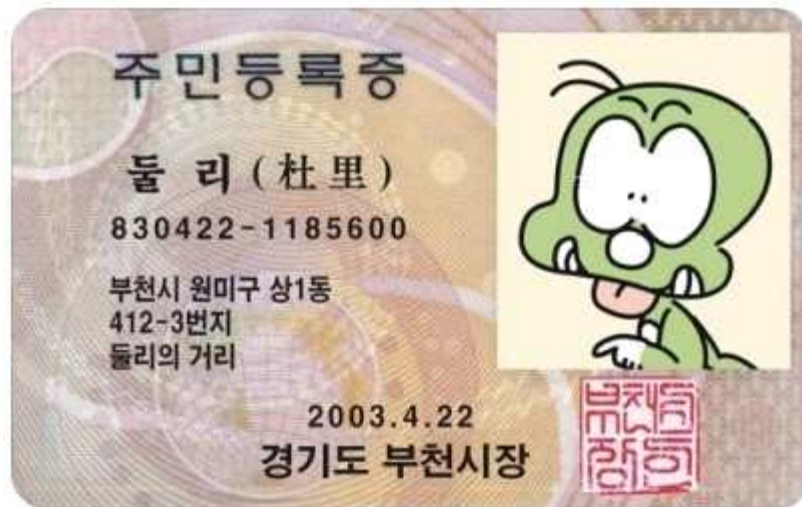 주민등록증
둘 리 (杜里)
830422-1185600
부천시 원미구 상1동
412-3번지
둘리의 거리
2003.4.22
경기도 부천시장